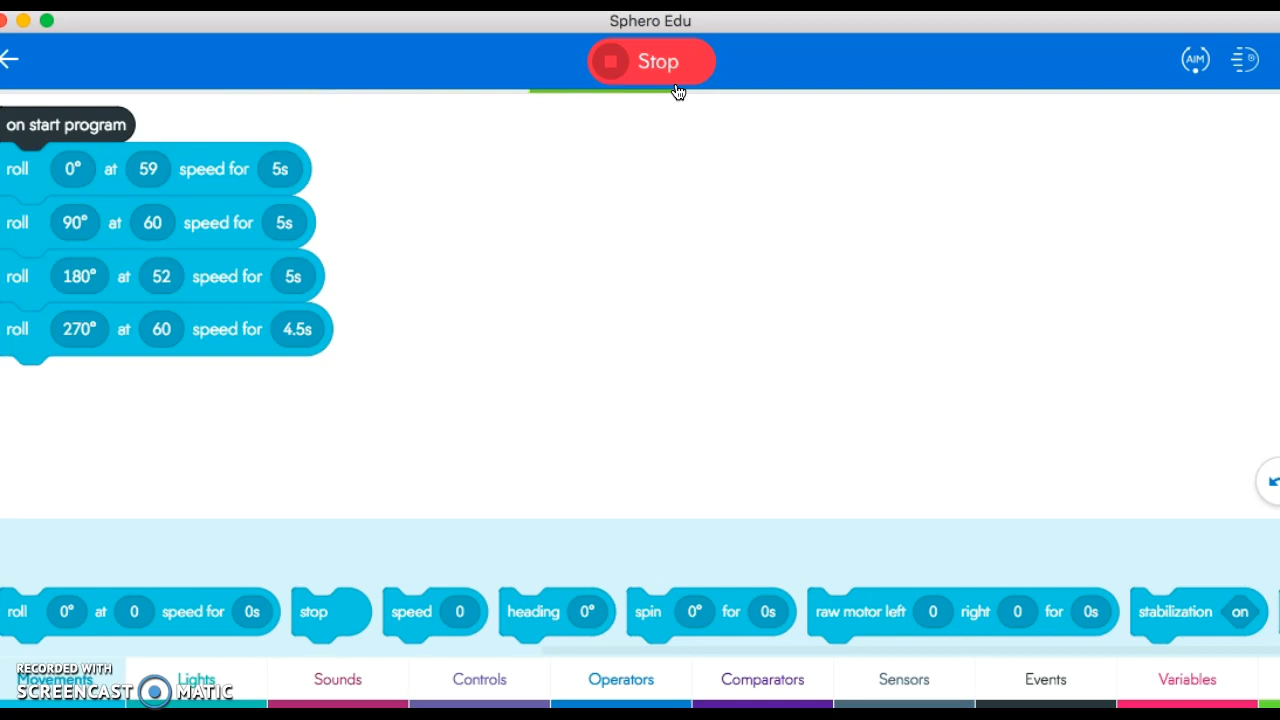 Sphero Edu
Stop
AIM
on start program
roll 0° at 59 speed for 5s
roll 90° at 60 speed for 5s
roll 180° at 52 speed for 5s
roll 270° at 60 speed for 4.5s
roll 0° at 0 speed for 0s stop speed 0 heading 0° spin 0° for 0s raw motor left 0 right 0 for 0s stabilization on
RECORDED WITH
Movements Lights Sounds Controls Operators Comparators Sensors Events Variables
SCREENCAST MATIC